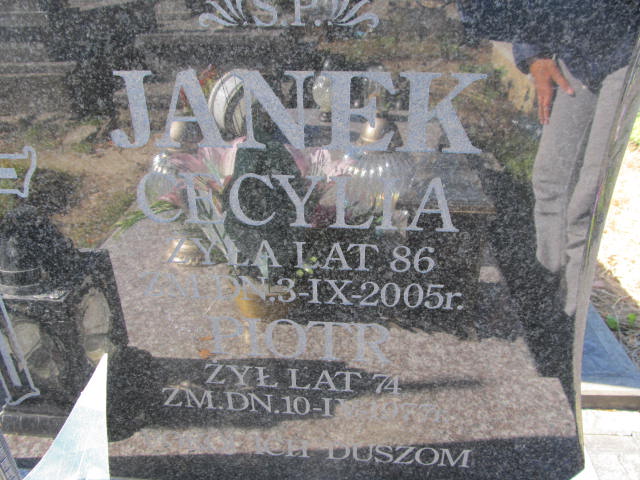 S.P.
JANEK
CECYLIA
ŻYŁA LAT 86
ZM.DN.3-IX-2005r.
PIOTR
ŻYŁ LAT 74
ZM.DN.10-
ICH DUSZOM